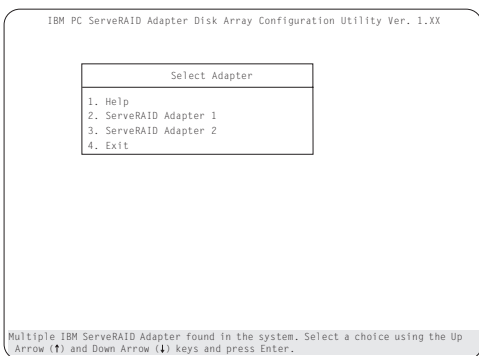 IBM PC ServeRAID Adapter Disk Array Configuration Utility Ver. 1.XX
Select Adapter
1. Help
2. ServeRAID Adapter 1
3. ServeRAID Adapter 2
4. Exit
Multiple IBM ServeRAID Adapter found in the system. Select a choice using the Up
Arrow (↑) and Down Arrow (↓) keys and press Enter.